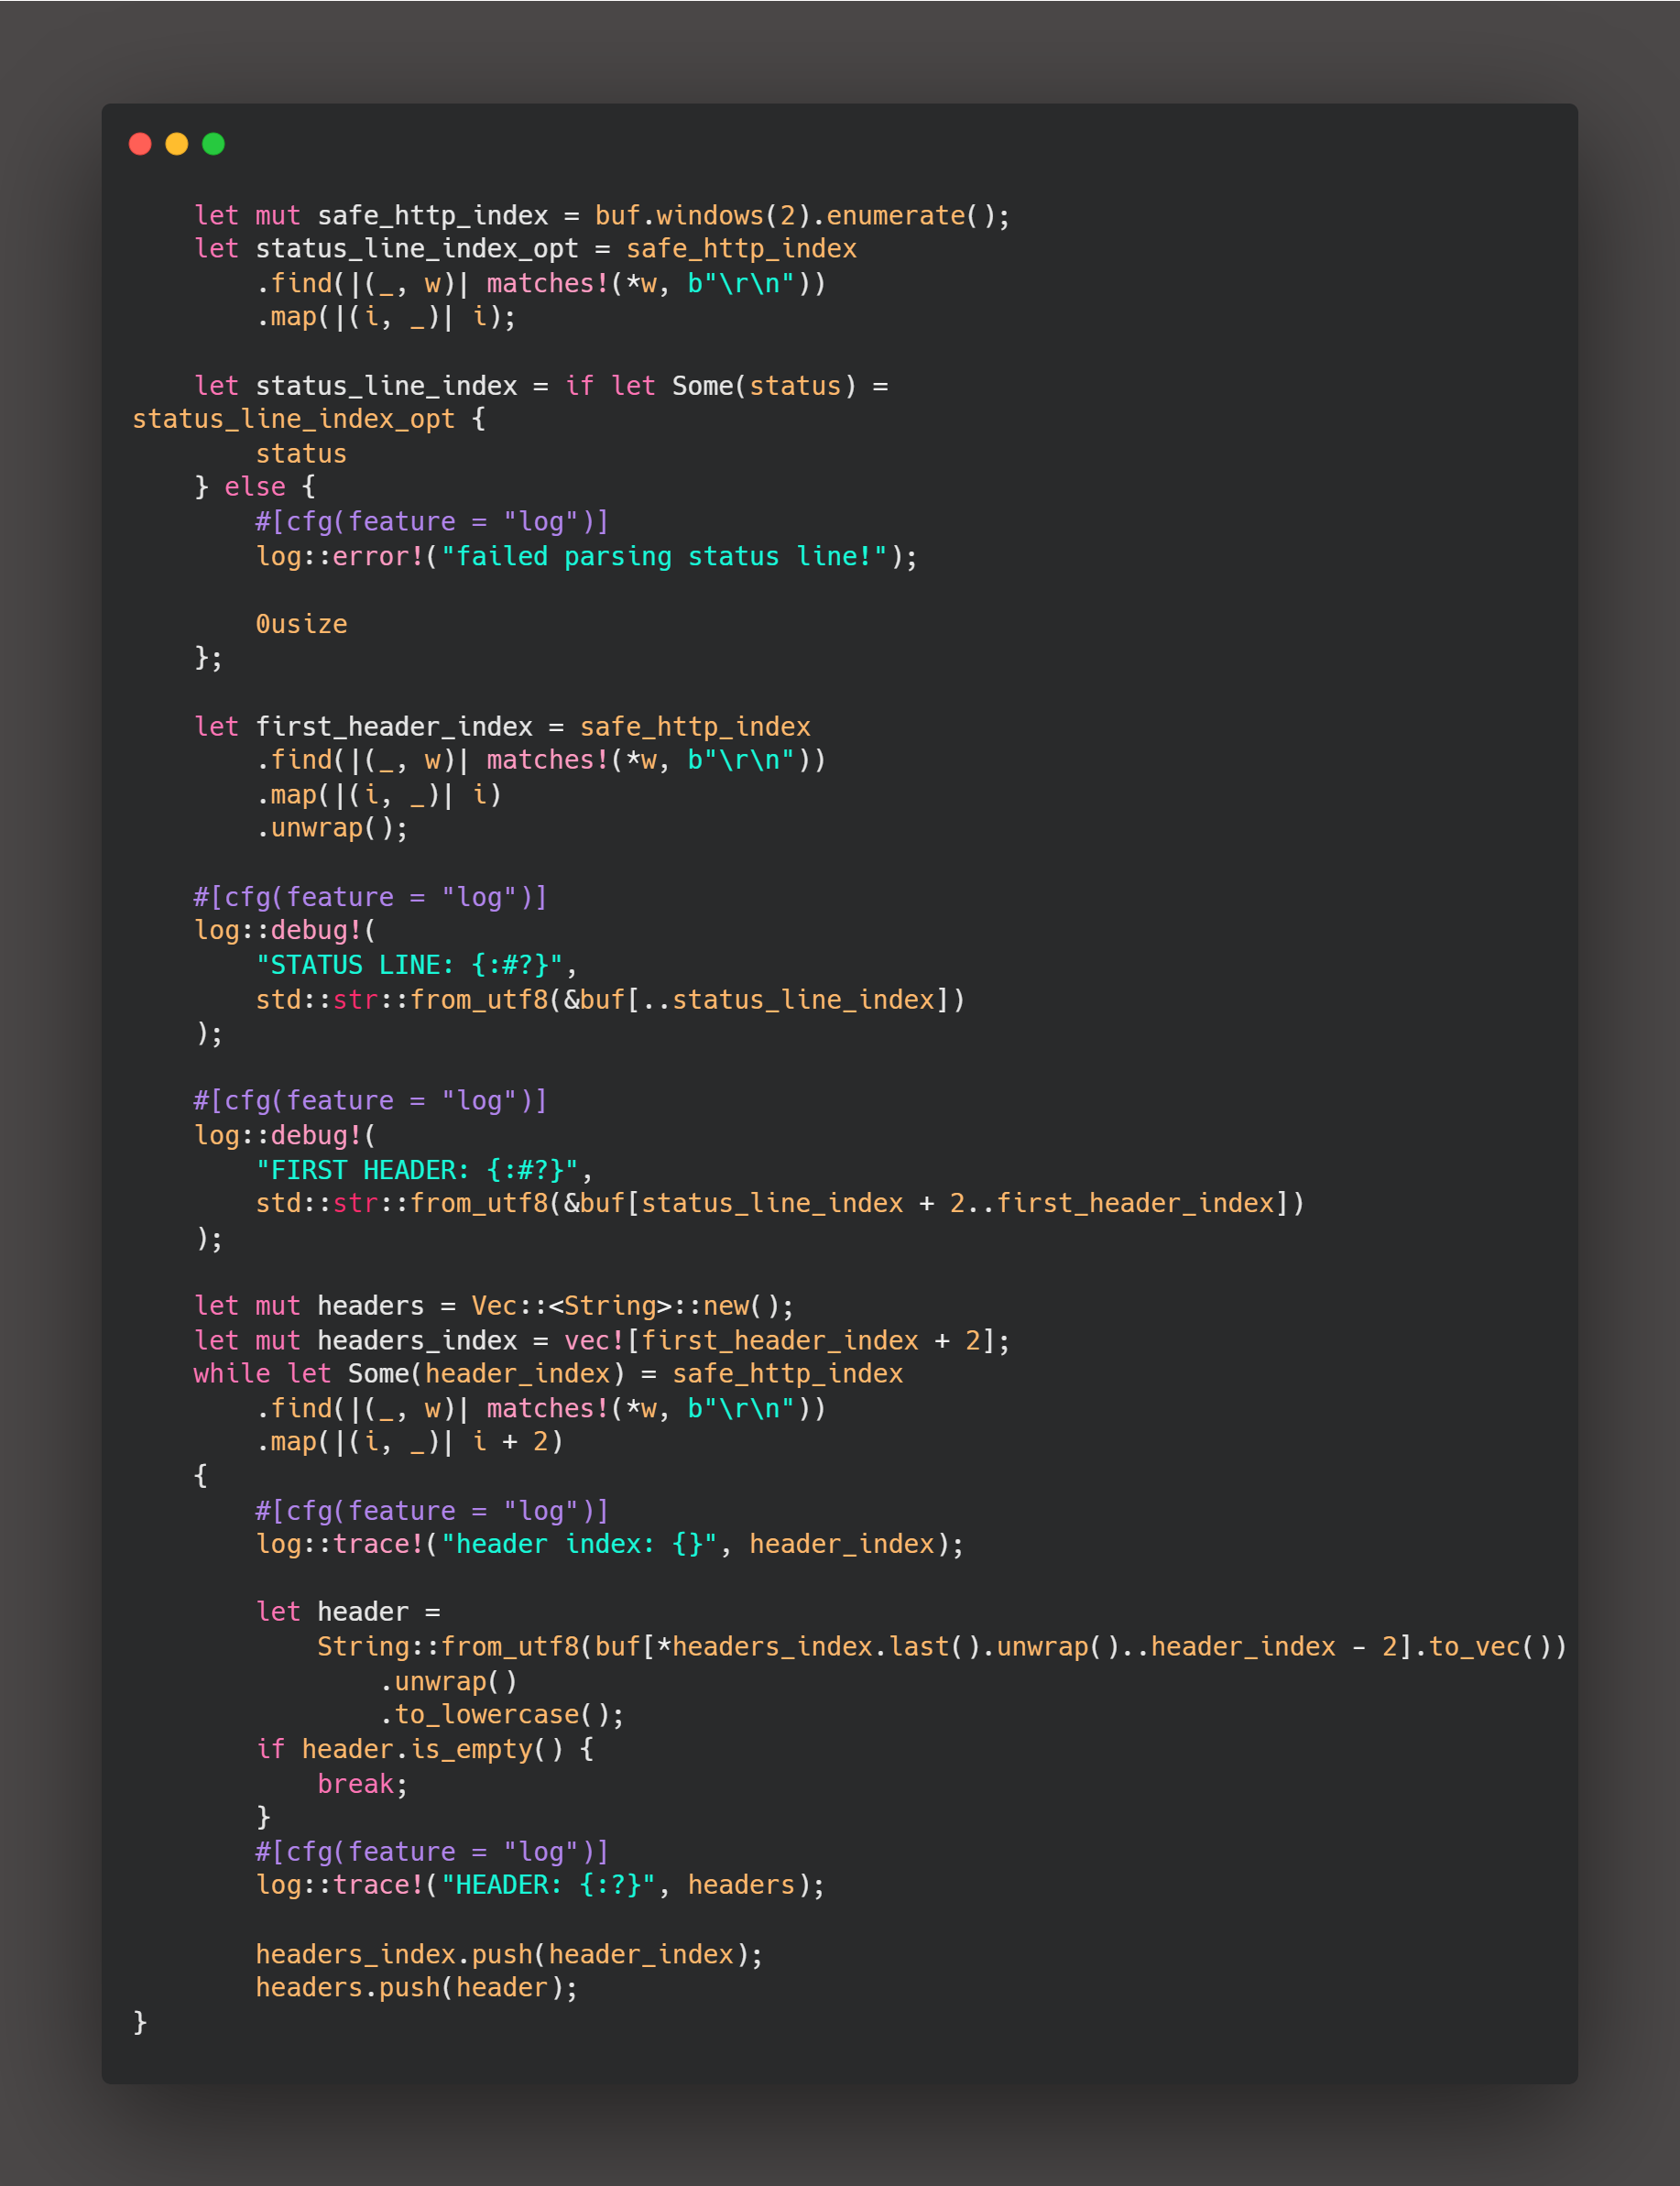 let mut safe_http_index = buf.windows(2).enumerate();
    let status_line_index_opt = safe_http_index
        .find(|(_, w)| matches!(*w, b"\r\n"))
        .map(|(i, _)| i);

    let status_line_index = if let Some(status) =
status_line_index_opt {
        status
    } else {
        #[cfg(feature = "log")]
        log::error!("failed parsing status line!");

        0usize
    };

    let first_header_index = safe_http_index
        .find(|(_, w)| matches!(*w, b"\r\n"))
        .map(|(i, _)| i)
        .unwrap();

    #[cfg(feature = "log")]
    log::debug!(
        "STATUS LINE: {:#?}",
        std::str::from_utf8(&buf[..status_line_index])
    );

    #[cfg(feature = "log")]
    log::debug!(
        "FIRST HEADER: {:#?}",
        std::str::from_utf8(&buf[status_line_index + 2..first_header_index])
    );

    let mut headers = Vec::<String>::new();
    let mut headers_index = vec![first_header_index + 2];
    while let Some(header_index) = safe_http_index
        .find(|(_, w)| matches!(*w, b"\r\n"))
        .map(|(i, _)| i + 2)
    {
        #[cfg(feature = "log")]
        log::trace!("header index: {}", header_index);

        let header =
            String::from_utf8(buf[*headers_index.last().unwrap()..header_index - 2].to_vec())
                .unwrap()
                .to_lowercase();
        if header.is_empty() {
            break;
        }
        #[cfg(feature = "log")]
        log::trace!("HEADER: {:?}", headers);

        headers_index.push(header_index);
        headers.push(header);
}